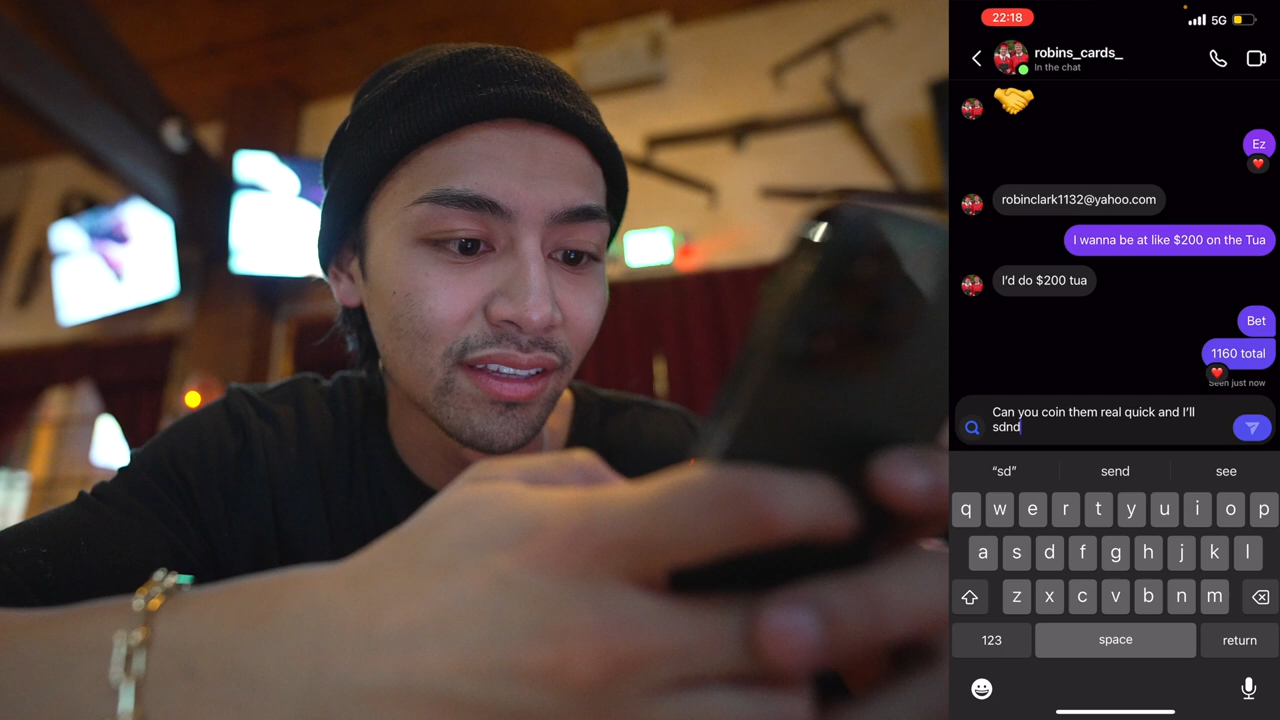 22:18
5G
robins_cards_
In the chat
Ez
robinclark1132@yahoo.com
I wanna be at like $200 on the Tua
I'd do $200 tua
Bet
1160 total
Seen just now
Can you coin them real quick and I'll
sdnd
“sd” send see
q w e r t y u i o p
a s d f g h j k l
z x c v b n m
123 space return